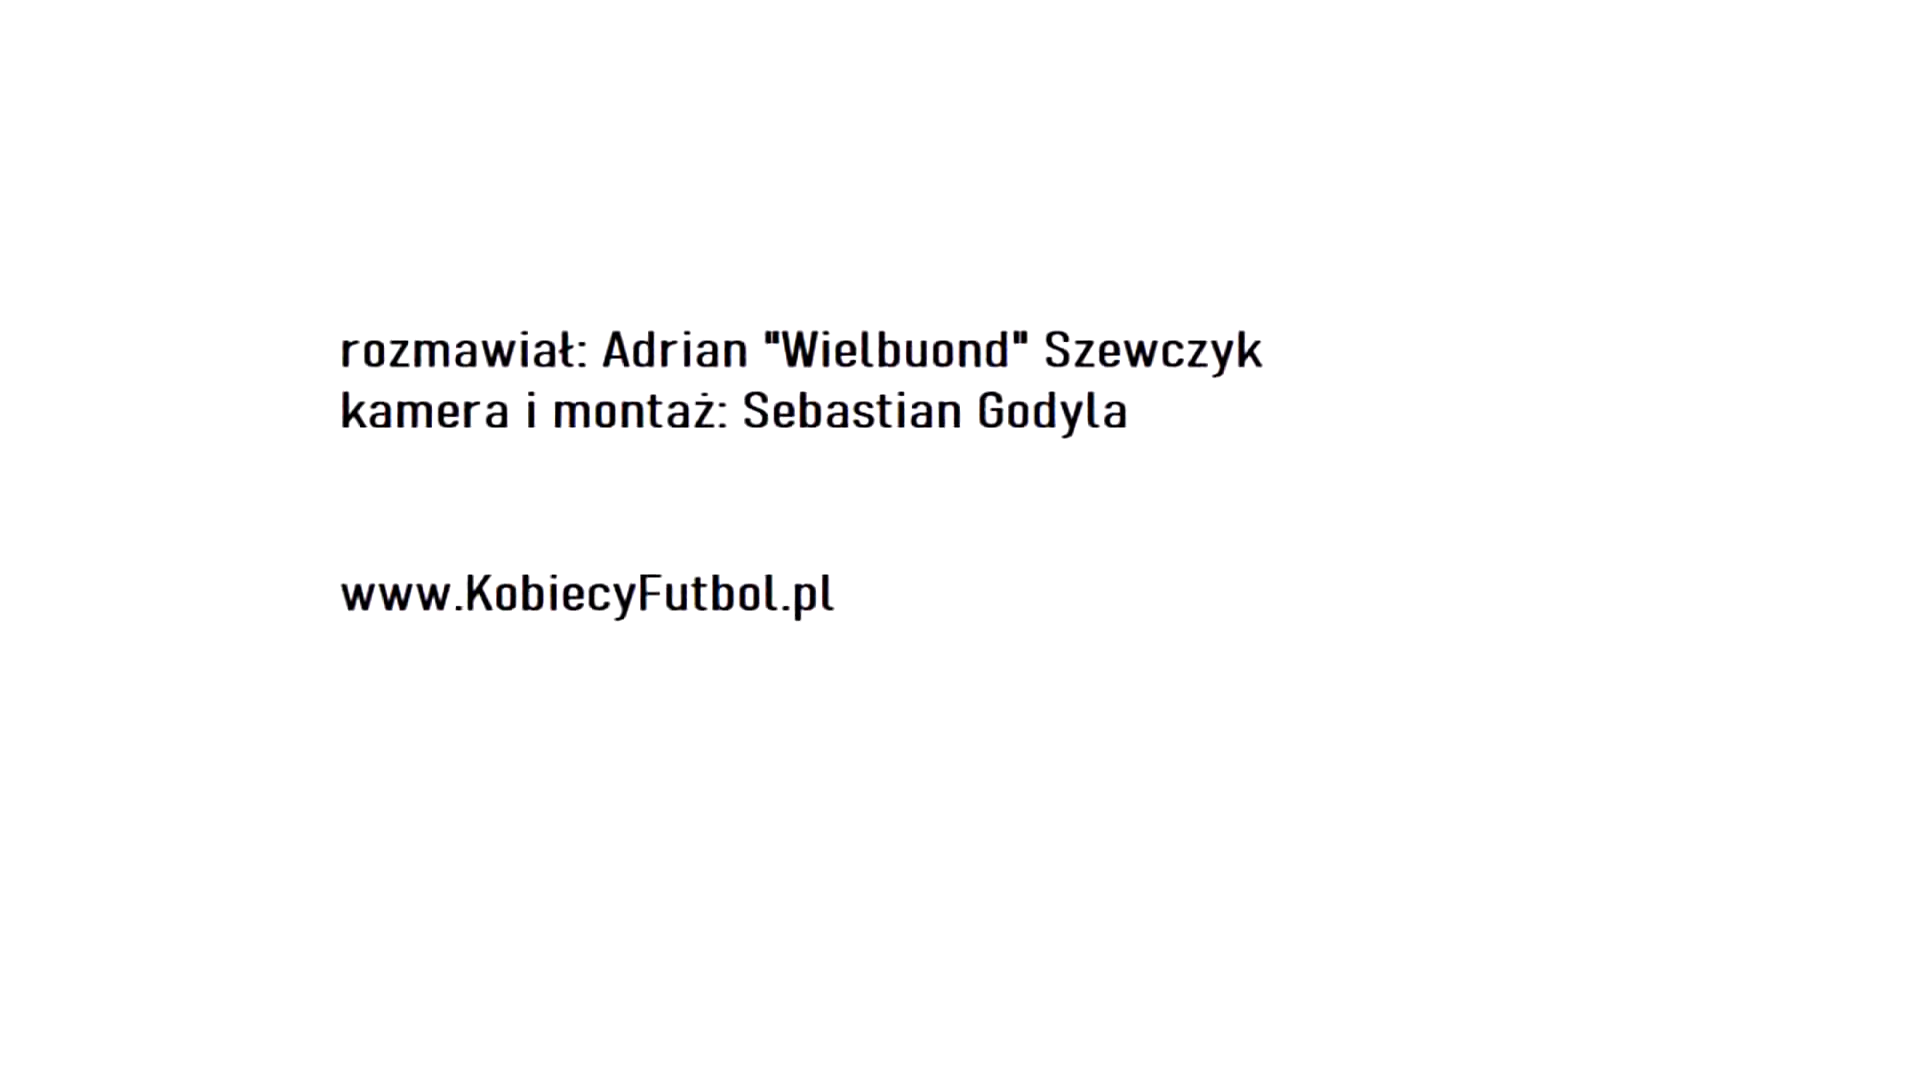 rozmawiał: Adrian "Wielbuond" Szewczyk
kamera i montaż: Sebastian Godyla
www.KobiecyFutbol.pl